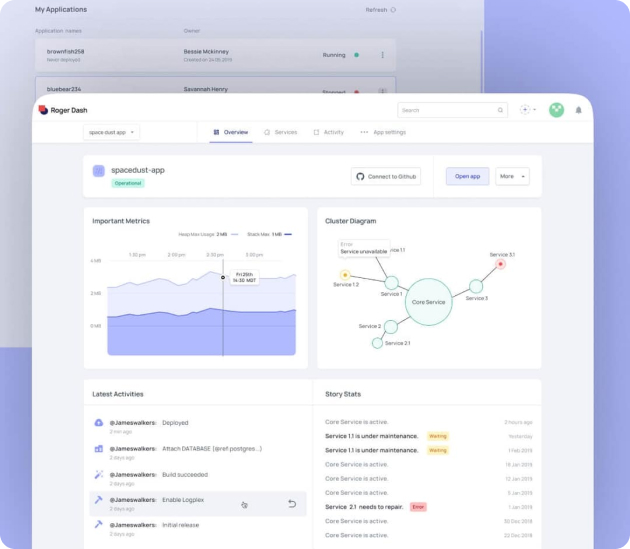 My Applications
Refresh
Application names
Owner
brownfish258
Never deployed
Bessie Mckinney
Created on 24.05.2019
Running
bluebear234
Savannah Henry
Stopped
Roger Dash
Search
space dust app
Overview
Services
Activity
App settings
spacedust-app
Operational
Connect to Github
Open app
More
Important Metrics
Heap Max Usage: 2 MB
Stable Max: 1 MB
1:30 pm
2:00 pm
2:30 pm
3:00 pm
Fri 25th
14:30 MDT
Cluster Diagram
Error
Service unavailable
ice 1.1
Service 3.1
Service 1.2
Service 1
Core Service
Service 3
Service 2
Service 2.1
Latest Activities
@Jameswalkers: Deployed
2 min ago
@Jameswalkers: Attach DATABASE (@ref:postgres...)
2 days ago
@Jameswalkers: Build succeeded
2 days ago
@Jameswalkers: Enable Logplex
2 days ago
@Jameswalkers: Initial release
2 days ago
Story Stats
Core Service is active. 2 hours ago
Service 1.1 is under maintenance. Waiting Yesterday
Service 1.1 is under maintenance. Waiting 1 Feb 2019
Core Service is active. 19 Jan 2019
Core Service is active. 12 Jan 2019
Core Service is active. 5 Jan 2019
Service 2.1 needs to repair. Error 1 Jan 2019
Core Service is active. 30 Dec 2018
Core Service is active. 22 Dec 2018